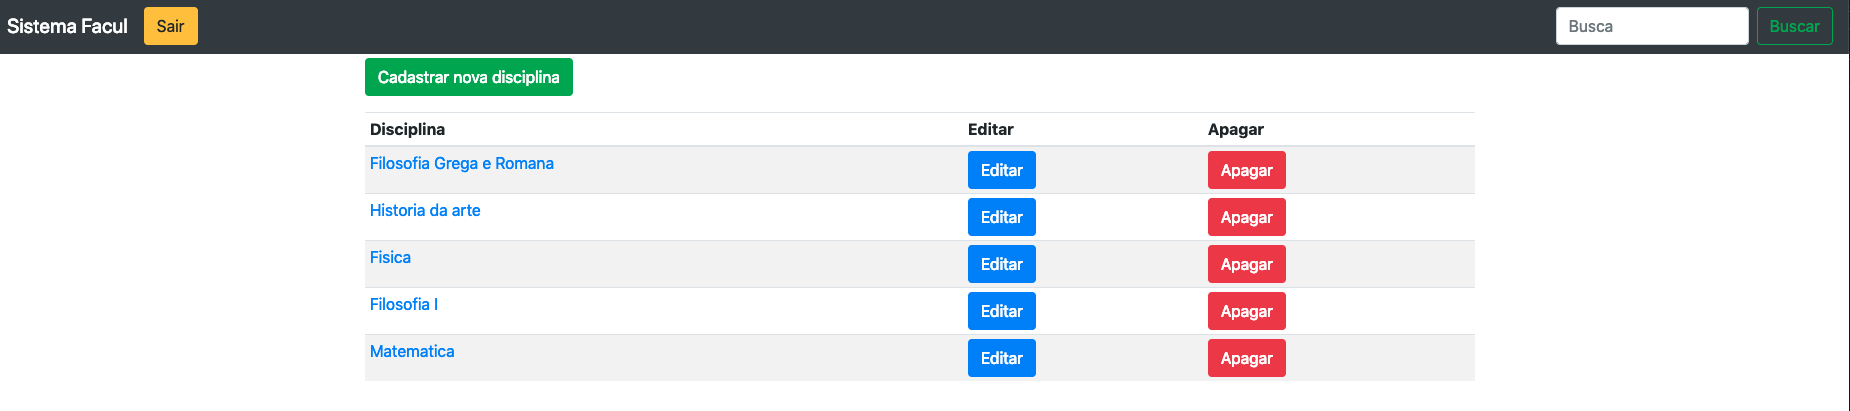 Sistema Facul Sair Busca Buscar
Cadastrar nova disciplina
Disciplina Editar Apagar
Filosofia Grega e Romana Editar Apagar
Historia da arte Editar Apagar
Fisica Editar Apagar
Filosofia I Editar Apagar
Matematica Editar Apagar